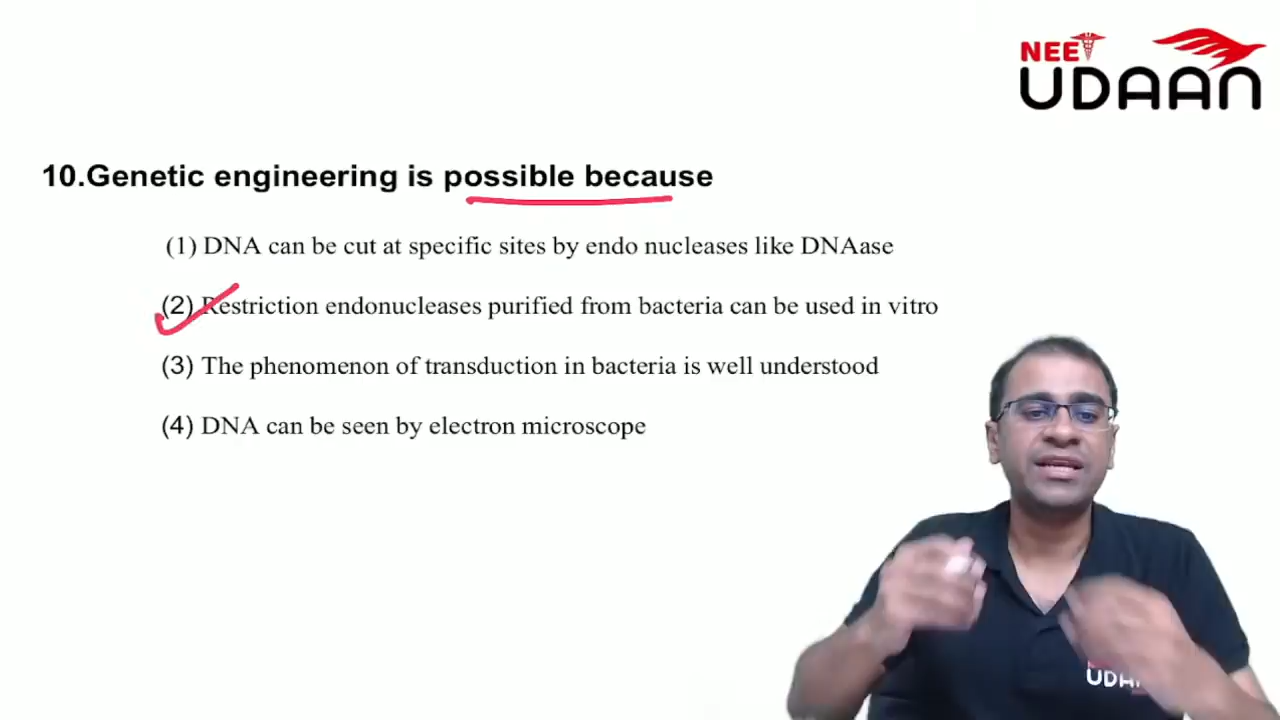 NEET
UDAAN
10.Genetic engineering is possible because
(1) DNA can be cut at specific sites by endo nucleases like DNAase
(2) Restriction endonucleases purified from bacteria can be used in vitro
(3) The phenomenon of transduction in bacteria is well understood
(4) DNA can be seen by electron microscope